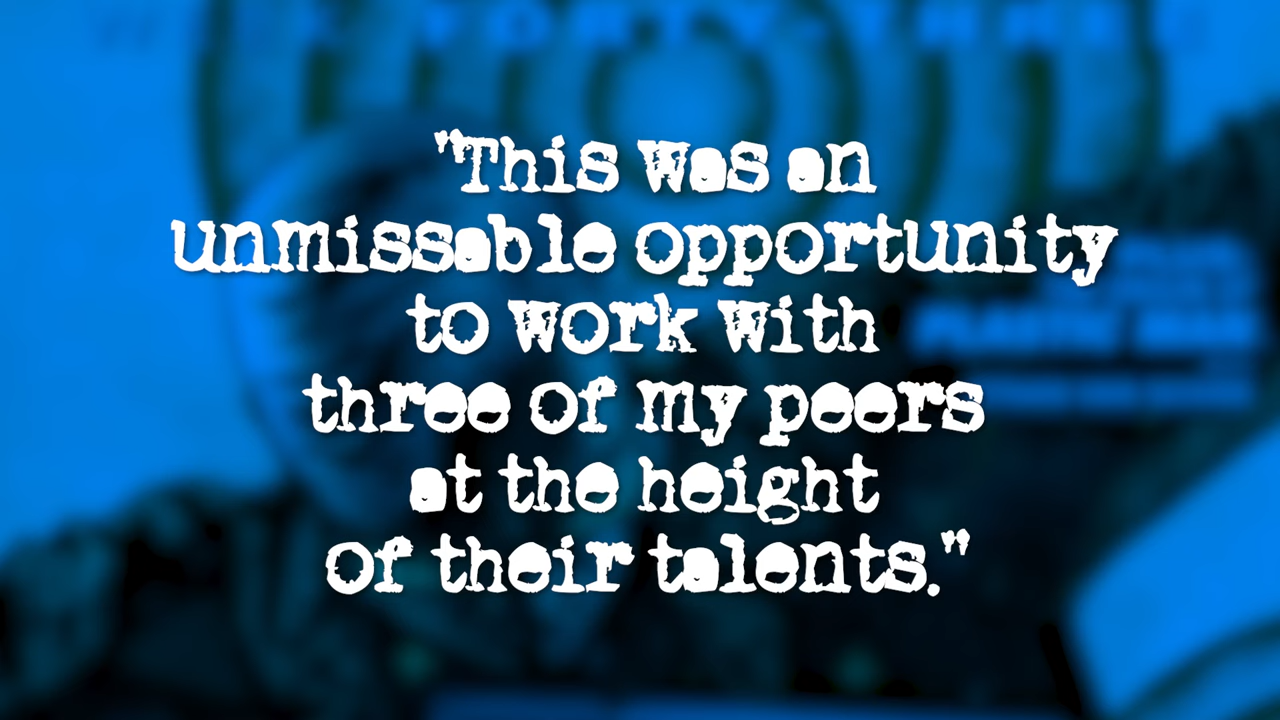 "This was an
unmissable opportunity
to work with
three of my peers
at the height
of their talents."